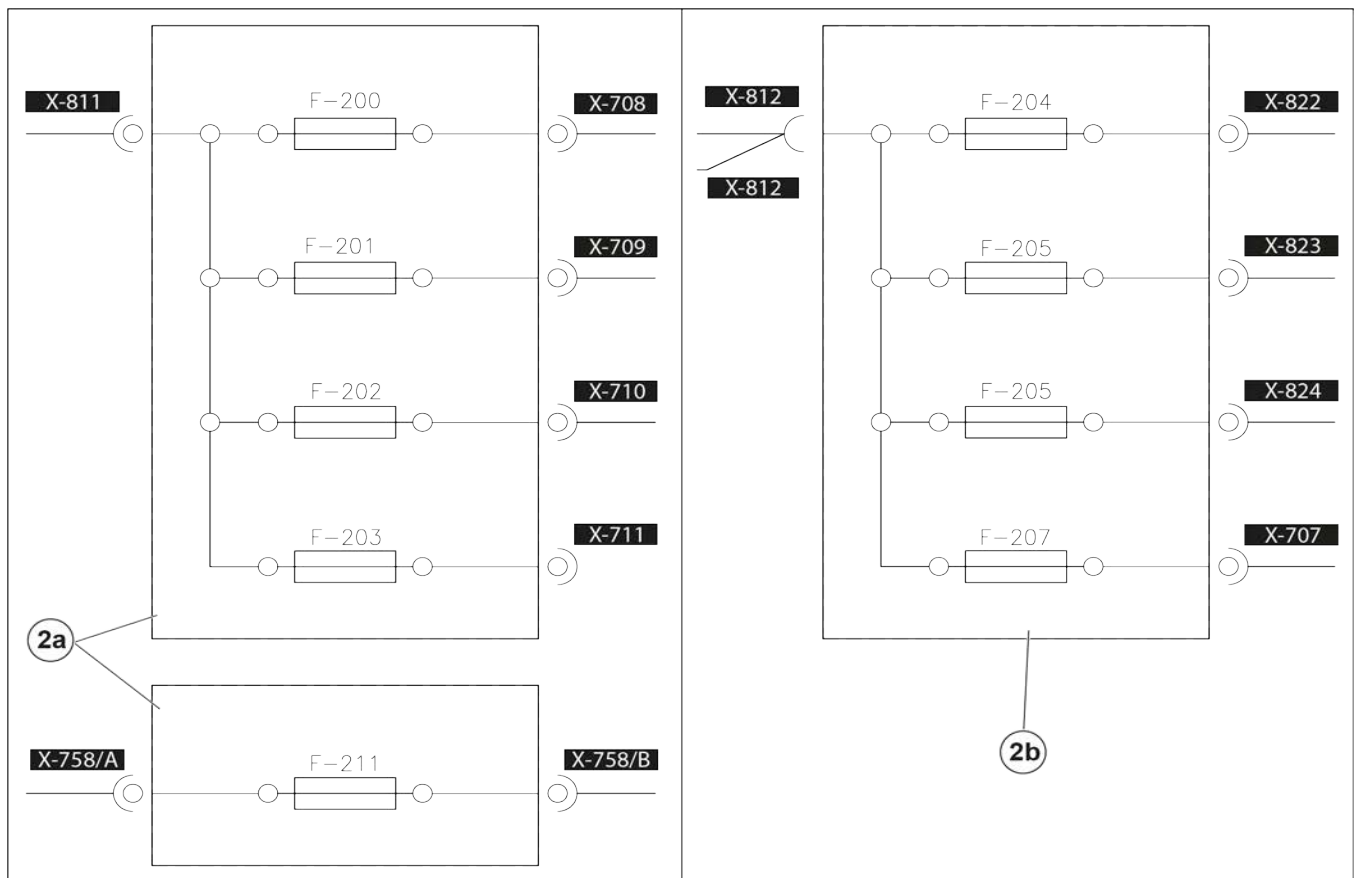 X-811
F-200
X-708
F-201
X-709
F-202
X-710
F-203
X-711
2a
X-758/A
F-211
X-758/B
X-812
X-812
F-204
X-822
F-205
X-823
F-205
X-824
F-207
X-707
2b